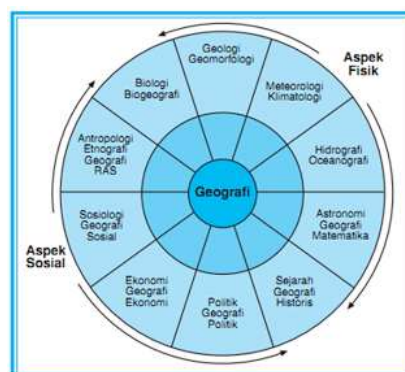 Geologi
Geomorfologi
Aspek
Fisik
Meteorologi
Klimatologi
Hidrografi
Oceanografi
Astronomi
Geografi
Matematika
Sejarah
Geografi
Historis
Politik
Geografi
Politik
Ekonomi
Geografi
Ekonomi
Aspek
Sosial
Sosiologi
Geografi
Sosial
Antropologi
Etnografi
Geografi
RAS
Biologi
Biogeografi
Geografi